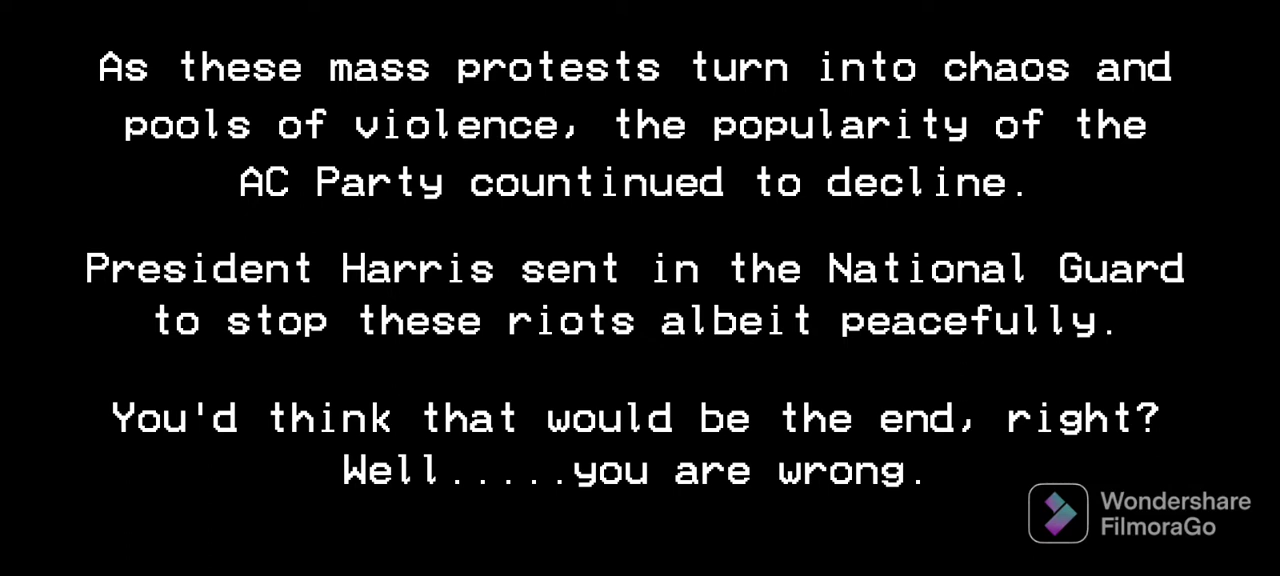 As these mass protests turn into chaos and
pools of violence, the popularity of the
AC Party countinued to decline.
President Harris sent in the National Guard
to stop these riots albeit peacefully.
You'd think that would be the end, right?
Well.....you are wrong.
Wondershare
FilmoraGo